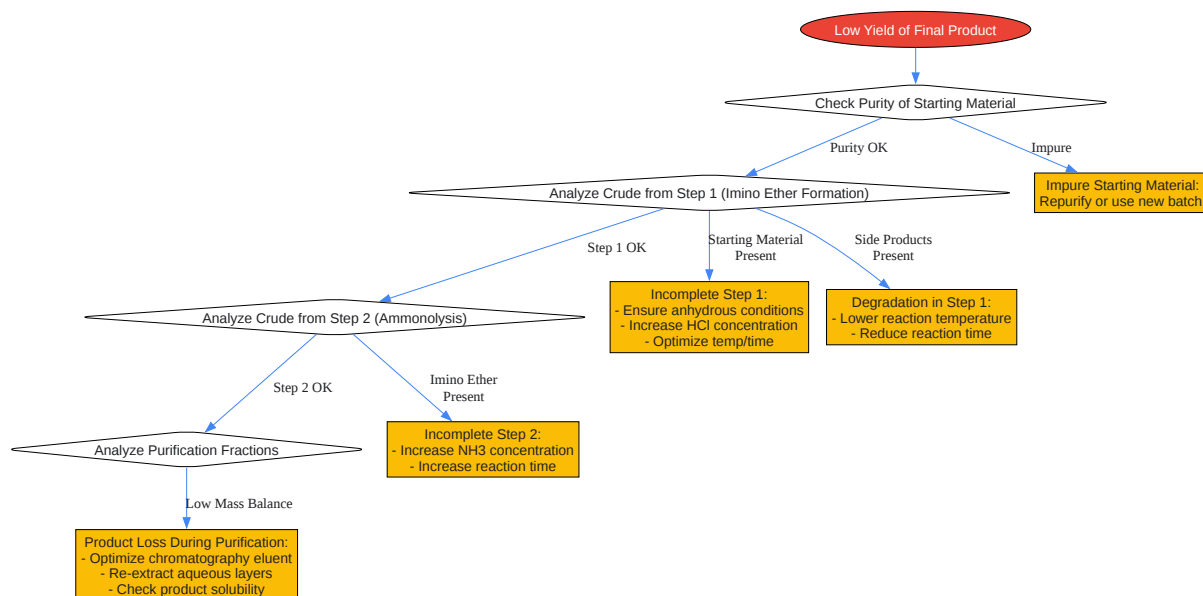 Low Yield of Final Product
Check Purity of Starting Material
Purity OK
Impure
Analyze Crude from Step 1 (Imino Ether Formation)
Impure Starting Material:
Repurify or use new batch
Step 1 OK
Starting Material
Present
Side Products
Present
Analyze Crude from Step 2 (Ammonolysis)
Incomplete Step 1:
- Ensure anhydrous conditions
- Increase HCl concentration
- Optimize temp/time
Degradation in Step 1:
- Lower reaction temperature
- Reduce reaction time
Step 2 OK
Imino Ether
Present
Analyze Purification Fractions
Incomplete Step 2:
- Increase NH3 concentration
- Increase reaction time
Low Mass Balance
Product Loss During Purification:
- Optimize chromatography eluent
- Re-extract aqueous layers
- Check product solubility